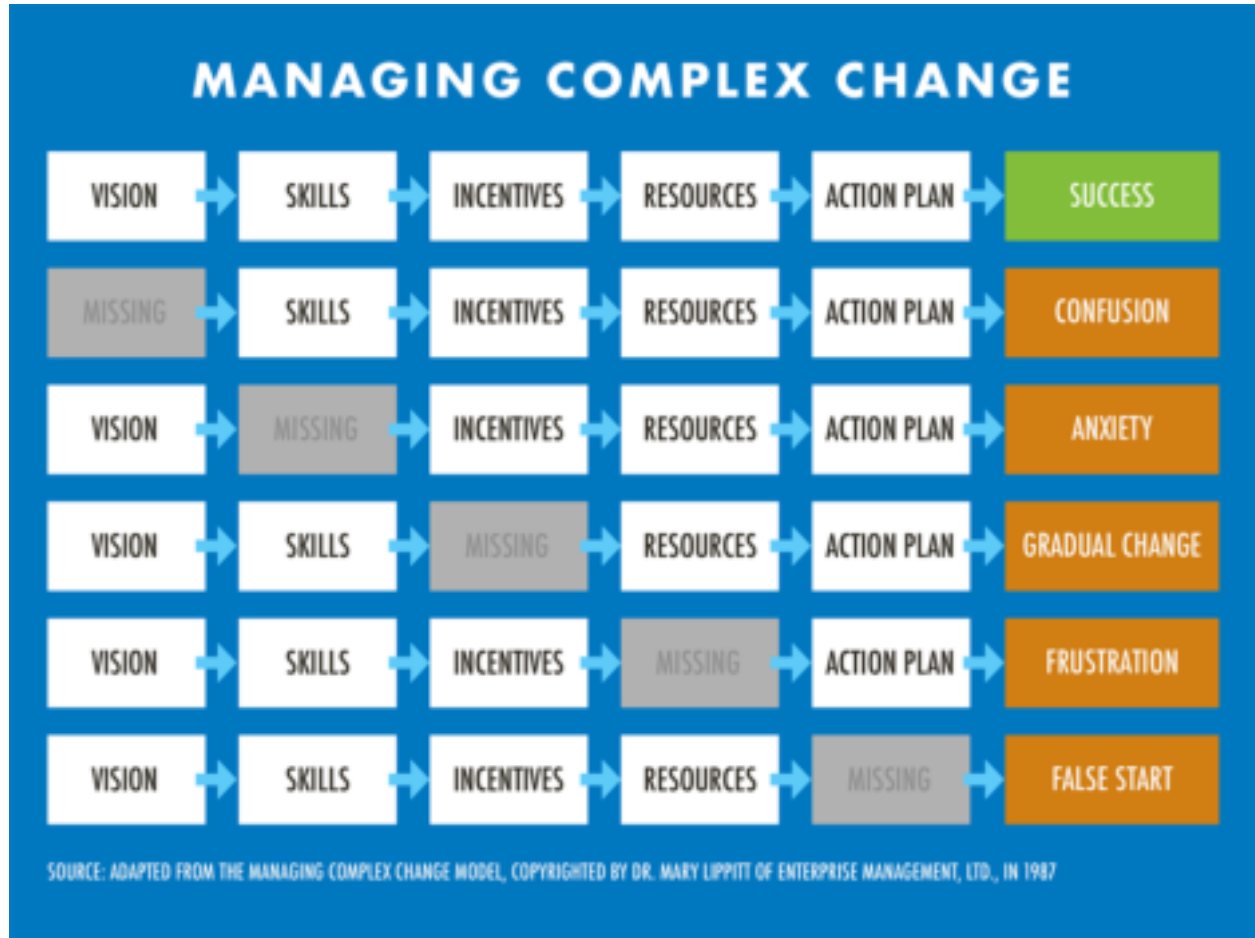 MANAGING COMPLEX CHANGE
VISION SKILLS INCENTIVES RESOURCES ACTION PLAN SUCCESS
MISSING SKILLS INCENTIVES RESOURCES ACTION PLAN CONFUSION
VISION MISSING INCENTIVES RESOURCES ACTION PLAN ANXIETY
VISION SKILLS MISSING RESOURCES ACTION PLAN GRADUAL CHANGE
VISION SKILLS INCENTIVES MISSING ACTION PLAN FRUSTRATION
VISION SKILLS INCENTIVES RESOURCES MISSING FALSE START
SOURCE: ADAPTED FROM THE MANAGING COMPLEX CHANGE MODEL, COPYRIGHTED BY DR. MARY LIPPITT OF ENTERPRISE MANAGEMENT, LTD., IN 1987